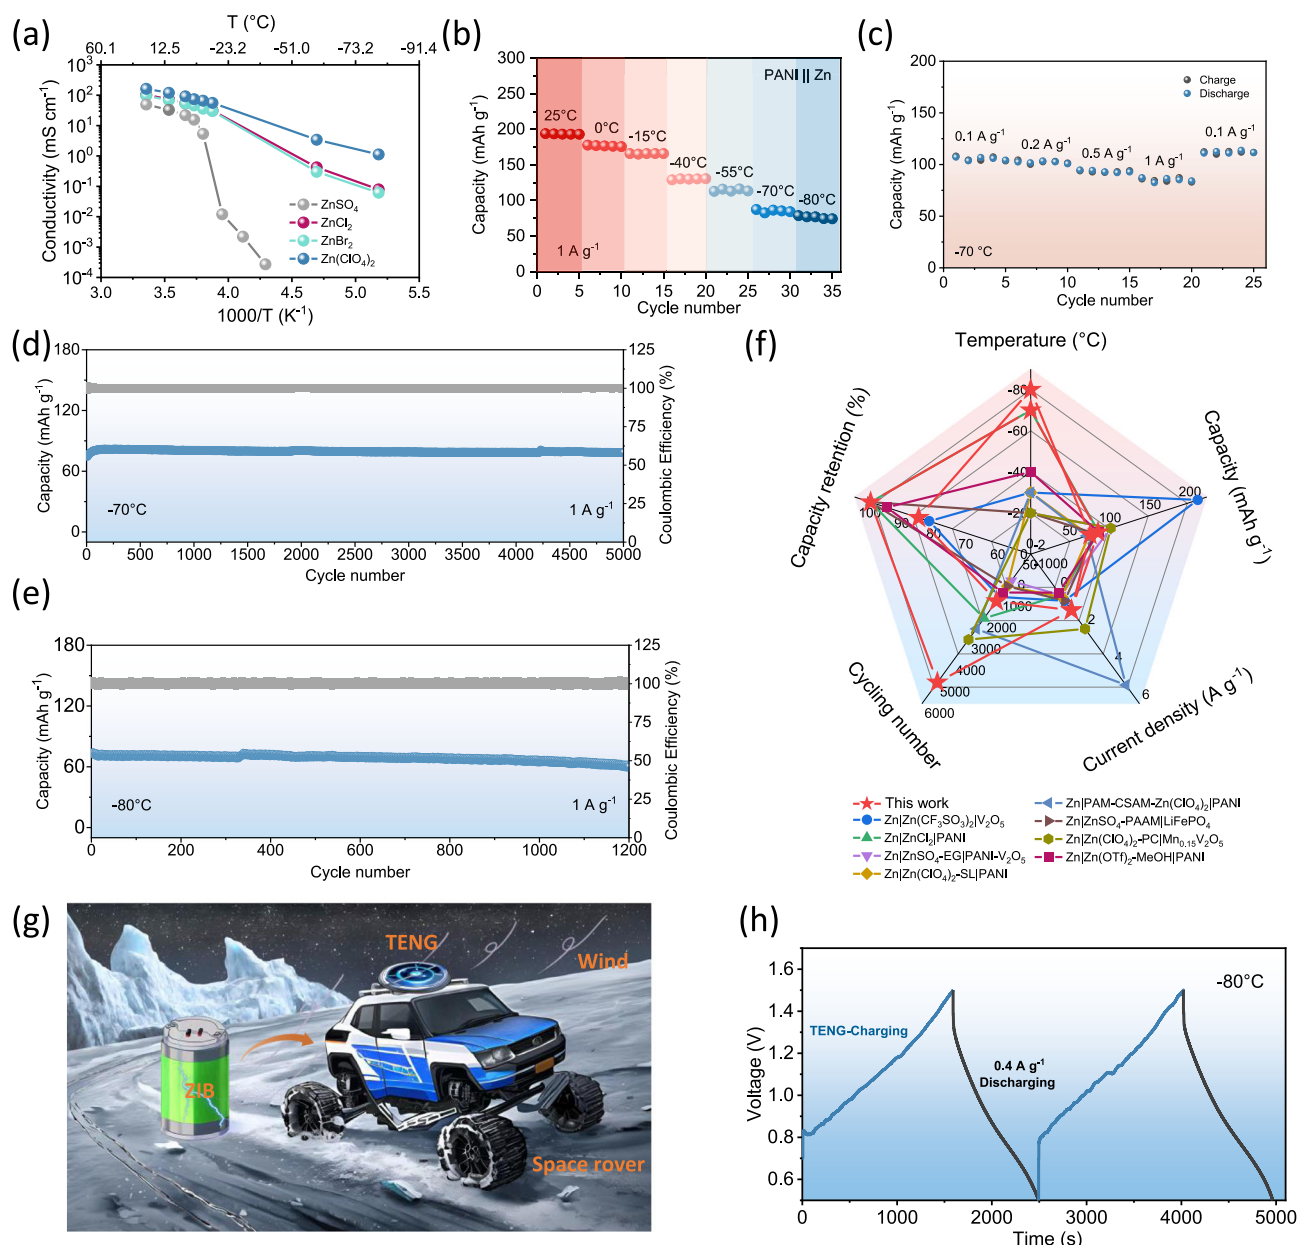 (a)
T (°C)
60.1 12.5 -23.2 -51.0 -73.2 -91.4
Conductivity (mS cm⁻¹)
10³
10²
10¹
10⁰
10⁻¹
10⁻²
10⁻³
10⁻⁴
ZnSO₄
ZnCl₂
ZnBr₂
Zn(ClO₄)₂
3.0 3.5 4.0 4.5 5.0 5.5
1000/T (K⁻¹)
(b)
Capacity (mAh g⁻¹)
300
250
200
150
100
50
0
PANI || Zn
25°C
0°C
-15°C
-40°C
-55°C
-70°C
-80°C
1 A g⁻¹
0 5 10 15 20 25 30 35
Cycle number
(c)
Capacity (mAh g⁻¹)
200
150
100
50
0
Charge
Discharge
0.1 A g⁻¹
0.2 A g⁻¹
0.5 A g⁻¹
1 A g⁻¹
0.1 A g⁻¹
-70 °C
0 5 10 15 20 25
Cycle number
(d)
Capacity (mAh g⁻¹)
180
120
60
0
Coulombic Efficiency (%)
125
100
75
50
25
0
-70°C
1 A g⁻¹
0 500 1000 1500 2000 2500 3000 3500 4000 4500 5000
Cycle number
(e)
Capacity (mAh g⁻¹)
180
120
60
0
Coulombic Efficiency (%)
125
100
75
50
25
0
-80°C
1 A g⁻¹
0 200 400 600 800 1000 1200
Cycle number
(f)
Temperature (°C)
Capacity (mAh g⁻¹)
Current density (A g⁻¹)
Cycling number
Capacity retention (%)
-80
-60
-40
50
100
150
200
2
4
6
1000
2000
3000
4000
5000
6000
60
70
80
90
100
This work
Zn|Zn(CF₃SO₃)₂|V₂O₅
Zn|ZnCl₂|PANI
Zn|ZnSO₄-EG|PANI-V₂O₅
Zn|Zn(ClO₄)₂-SL|PANI
Zn|PAM-CSAM-Zn(ClO₄)₂|PANI
Zn|ZnSO₄-PAAM|LiFePO₄
Zn|Zn(ClO₄)₂-PC|Mn₀.₁₅V₂O₅
Zn|Zn(OTf)₂-MeOH|PANI
(g)
TENG
Wind
ZIB
Space rover
(h)
Voltage (V)
1.6
1.4
1.2
1.0
0.8
0.6
-80°C
TENG-Charging
0.4 A g⁻¹
Discharging
0 1000 2000 3000 4000 5000
Time (s)